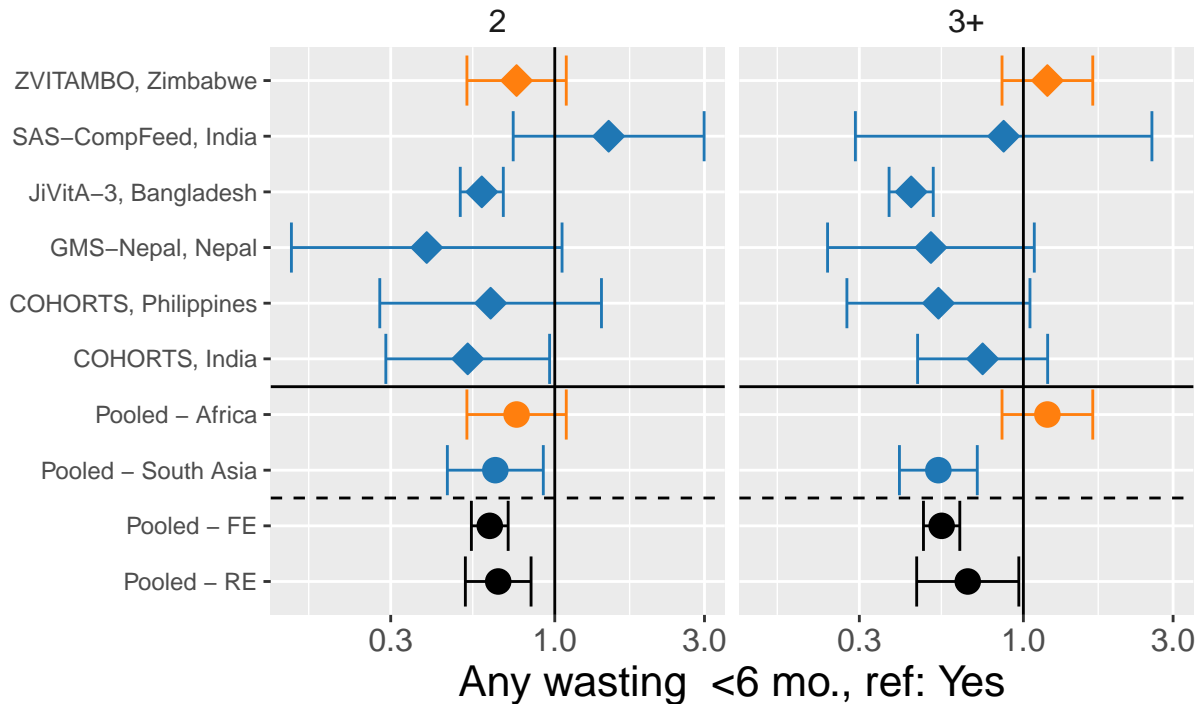 2 3+
ZVITAMBO, Zimbabwe
SAS−CompFeed, India
JiVitA−3, Bangladesh
GMS−Nepal, Nepal
COHORTS, Philippines
COHORTS, India
Pooled − Africa
Pooled − South Asia
Pooled − FE
Pooled − RE
0.3 1.0 3.0 0.3 1.0 3.0
Any wasting <6 mo., ref: Yes